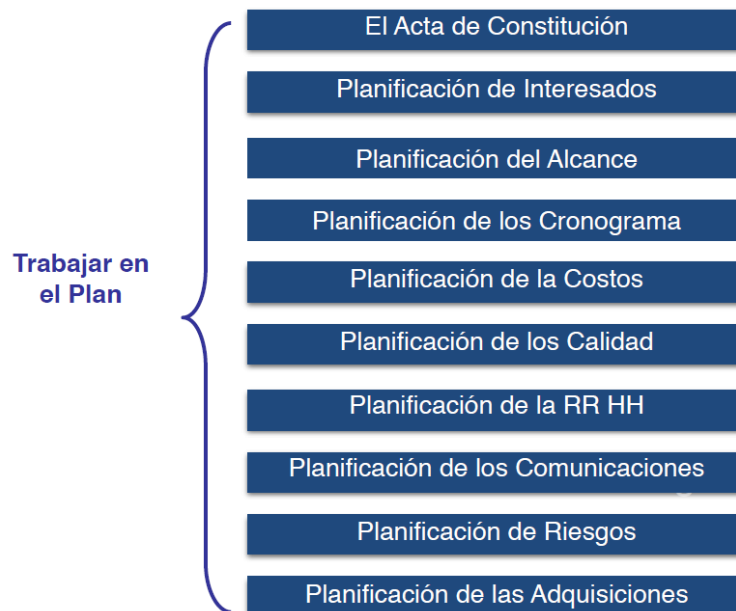 El Acta de Constitución
Planificación de Interesados
Planificación del Alcance
Planificación de los Cronograma
Trabajar en
el Plan
Planificación de la Costos
Planificación de los Calidad
Planificación de la RR HH
Planificación de los Comunicaciones
Planificación de Riesgos
Planificación de las Adquisiciones